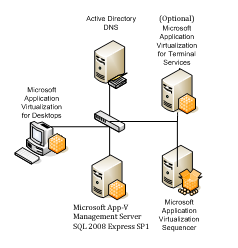 Active Directory
DNS
(Optional)
Microsoft
Application
Virtualization
for Terminal
Services
Microsoft
Application
Virtualization
for Desktops
Microsoft App-V
Management Server
SQL 2008 Express SP1
Microsoft
Application
Virtualization
Sequencer